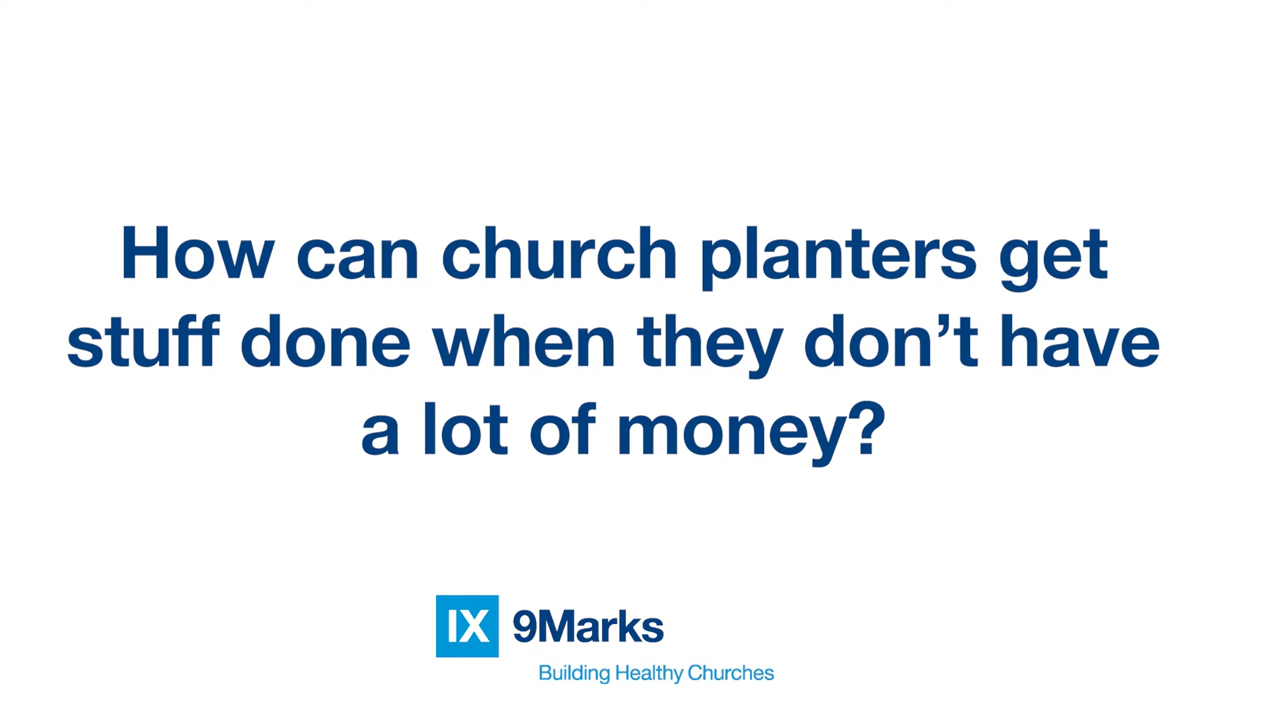 How can church planters get
stuff done when they don’t have
a lot of money?
IX 9Marks
Building Healthy Churches